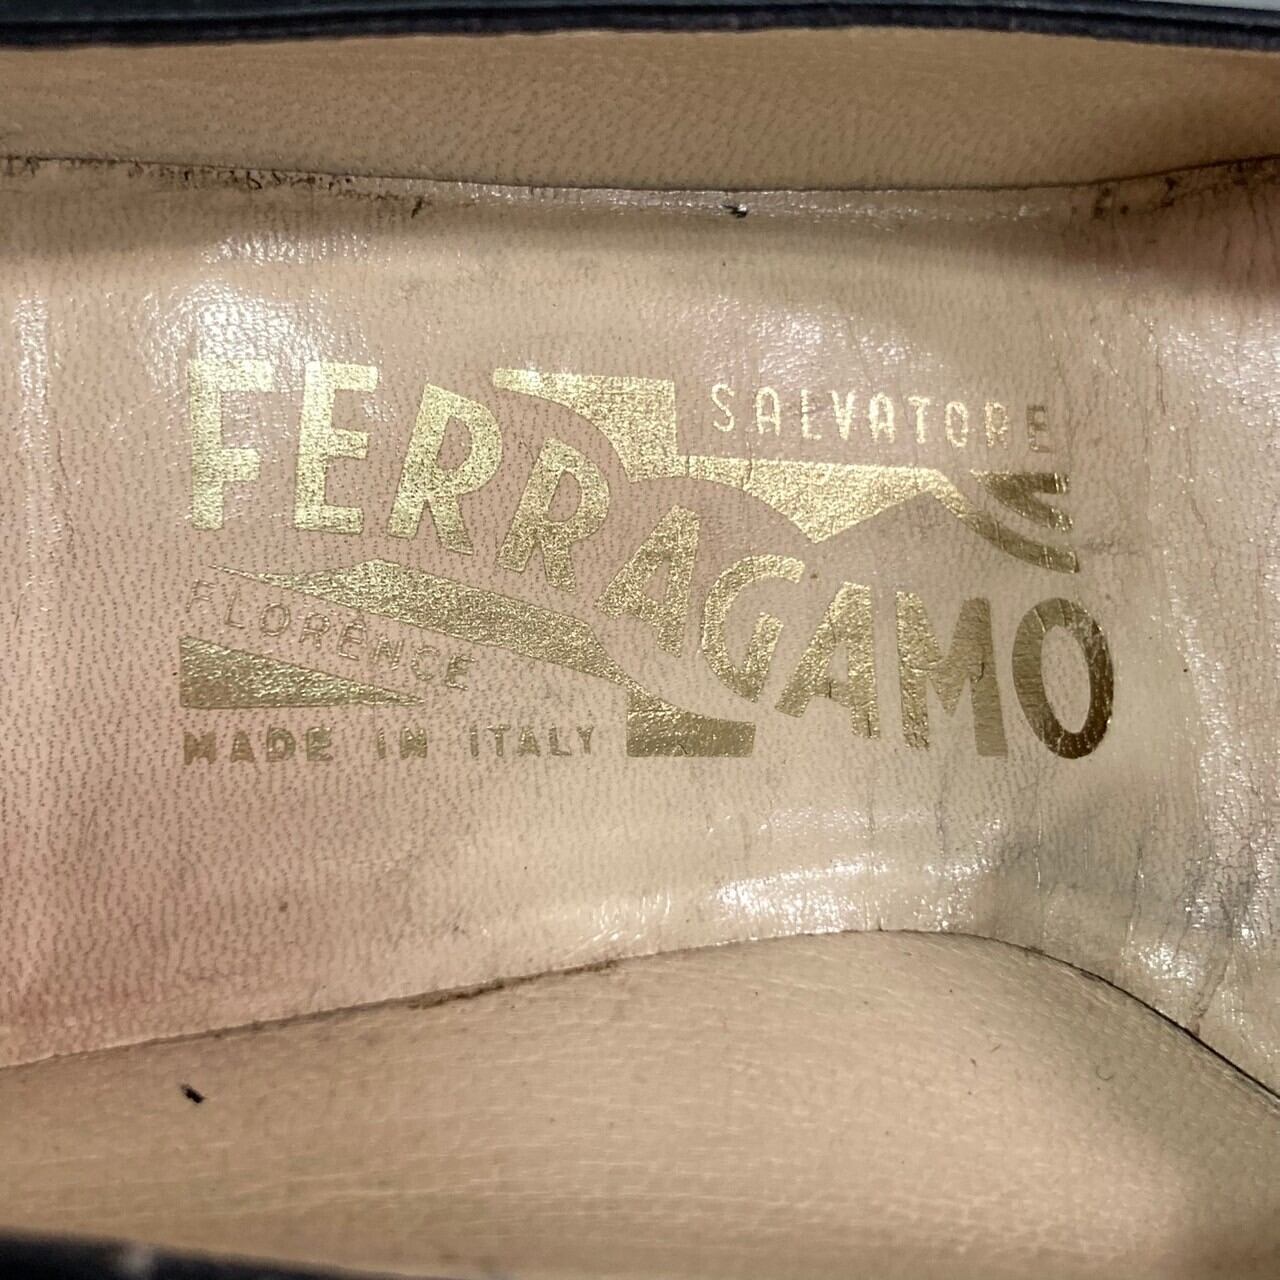 SALVATORE
FERRAGAMO
FLORENCE
MADE IN ITALY